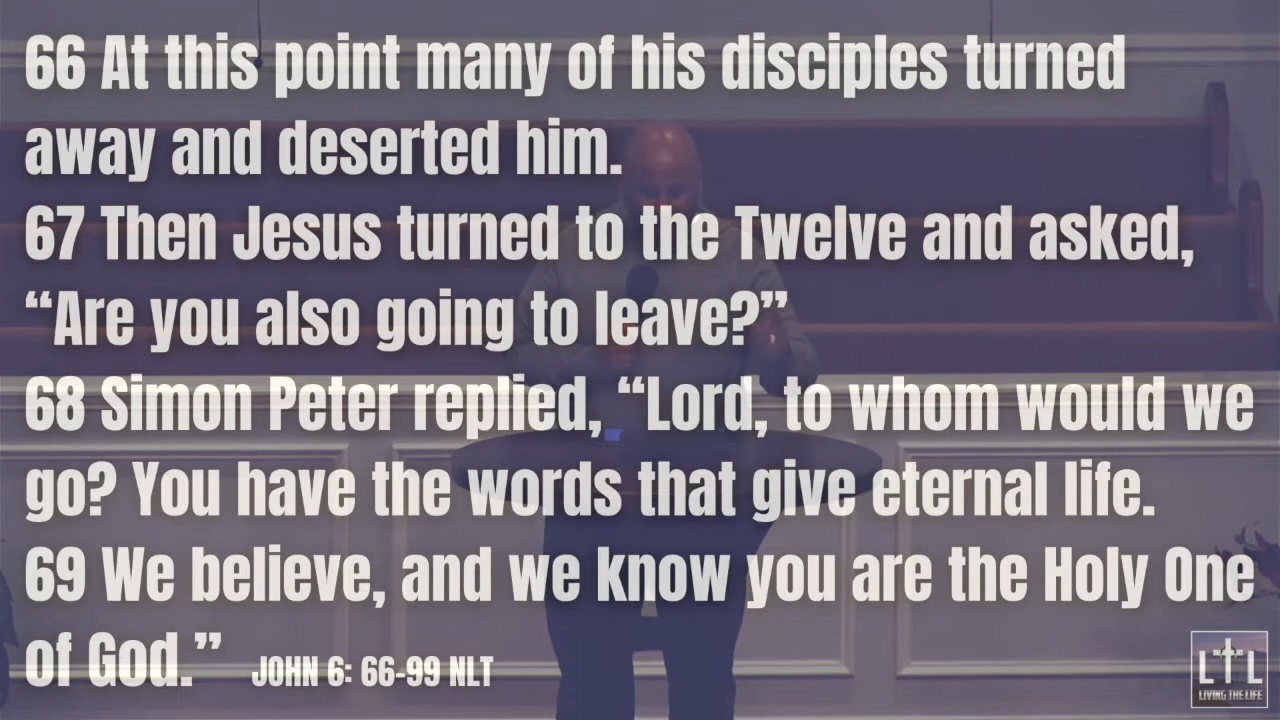 66 At this point many of his disciples turned
away and deserted him.
67 Then Jesus turned to the Twelve and asked,
“Are you also going to leave?”
68 Simon Peter replied, “Lord, to whom would we
go? You have the words that give eternal life.
69 We believe, and we know you are the Holy One
of God.” JOHN 6: 66-99 NLT
L L
LIVING THE LIFE